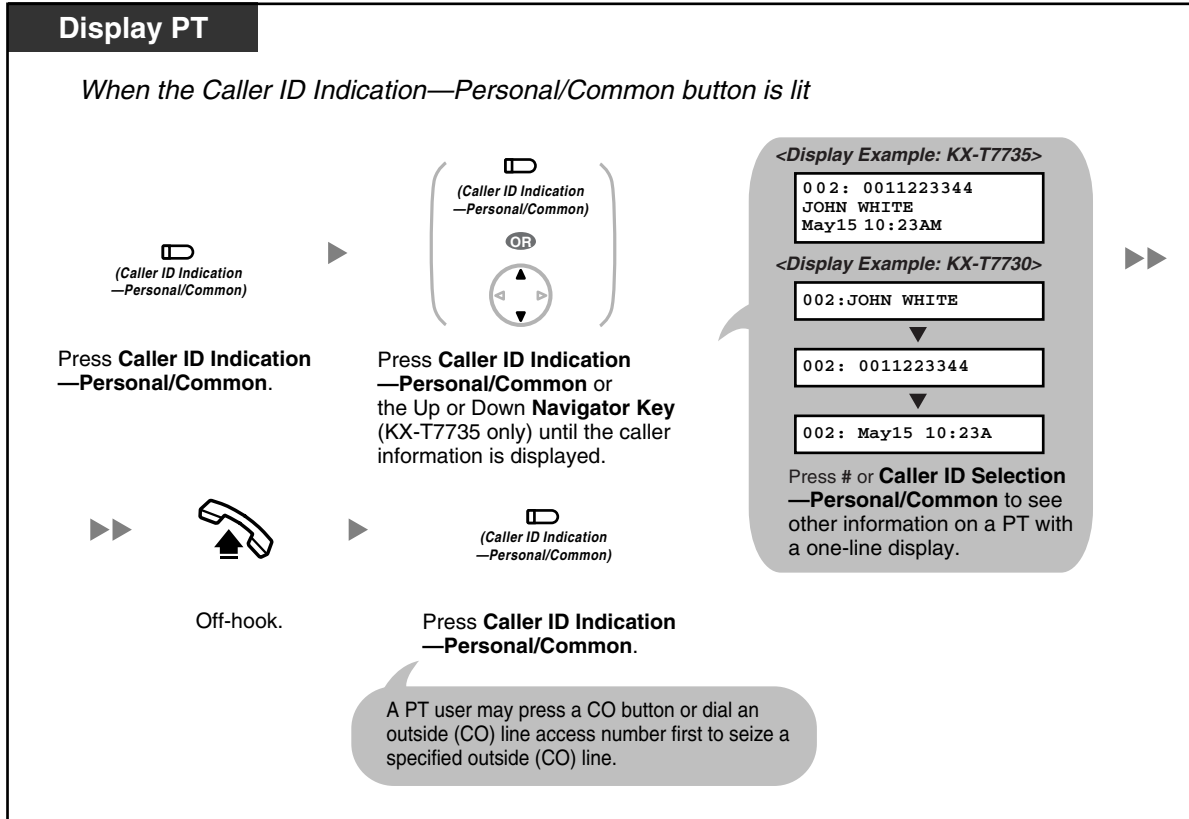 Display PT
When the Caller ID Indication—Personal/Common button is lit
(Caller ID Indication
—Personal/Common)
Press Caller ID Indication
—Personal/Common.
(Caller ID Indication
—Personal/Common)
OR
Press Caller ID Indication
—Personal/Common or
the Up or Down Navigator Key
(KX-T7735 only) until the caller
information is displayed.
<Display Example: KX-T7735>
002: 0011223344
JOHN WHITE
May15 10:23AM
<Display Example: KX-T7730>
002:JOHN WHITE
002: 0011223344
002: May15 10:23A
Press # or Caller ID Selection
—Personal/Common to see
other information on a PT with
a one-line display.
Off-hook.
(Caller ID Indication
—Personal/Common)
Press Caller ID Indication
—Personal/Common.
A PT user may press a CO button or dial an
outside (CO) line access number first to seize a
specified outside (CO) line.